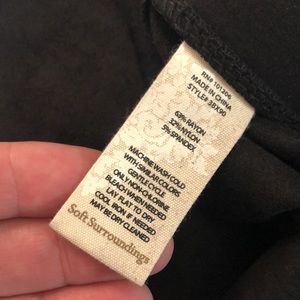 RN# 101306
MADE IN CHINA
STYLE# 3BX90
63% RAYON
32% NYLON
5% SPANDEX
MACHINE WASH COLD
WITH SIMILAR COLORS
GENTLE CYCLE
ONLY NON-CHLORINE
BLEACH WHEN NEEDED
LAY FLAT TO DRY
COOL IRON IF NEEDED
MAY BE DRY CLEANED
Soft Surroundings